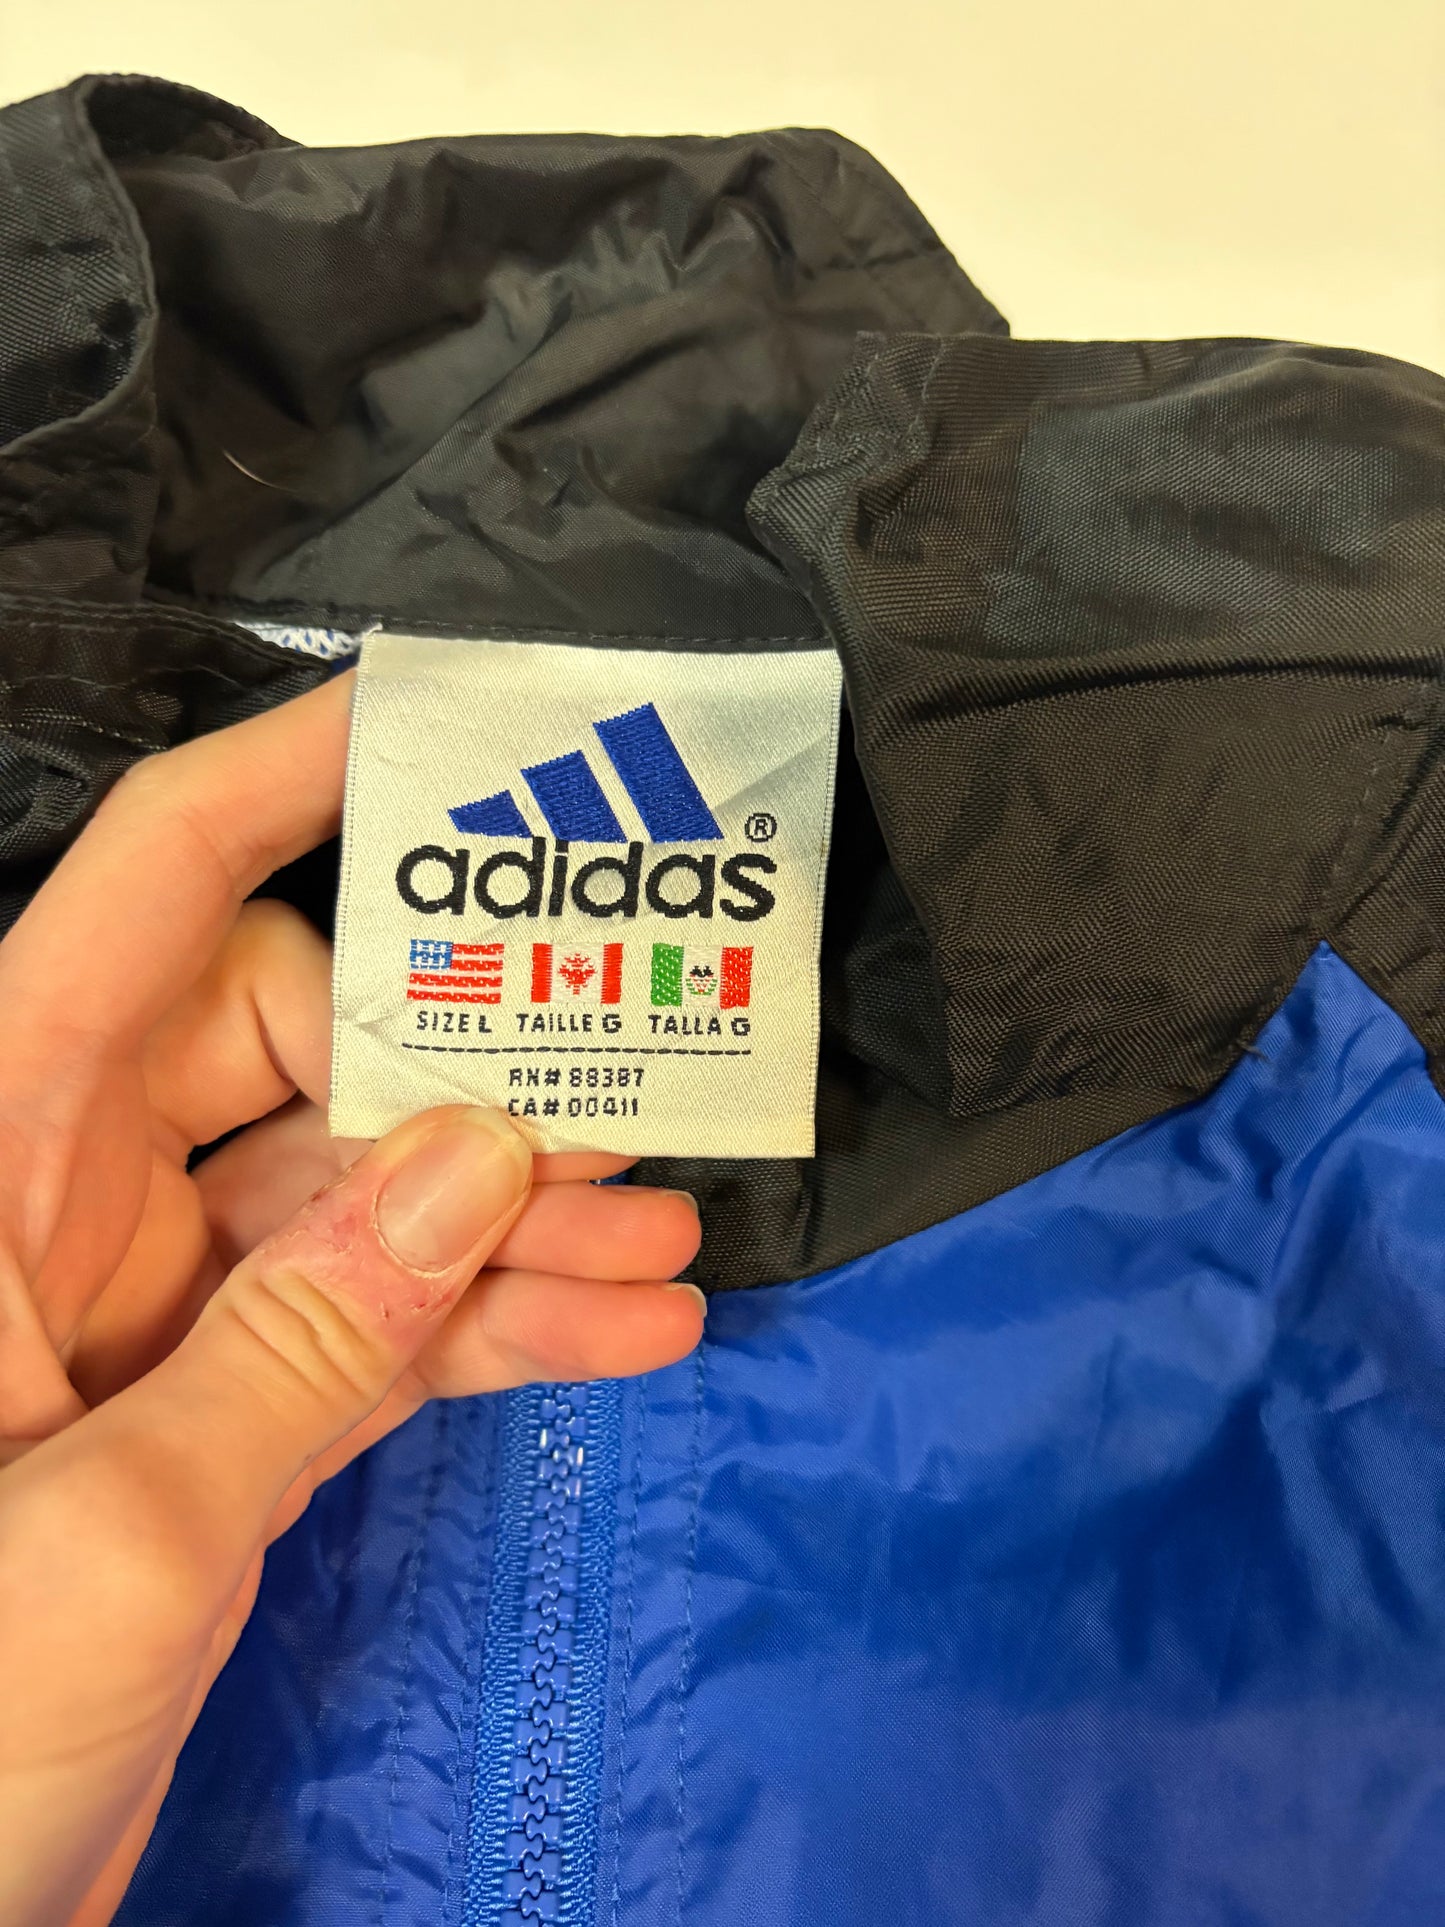 adidas ®
SIZE L TAILLE G TALLA G
RN# 88387
CA# 00411